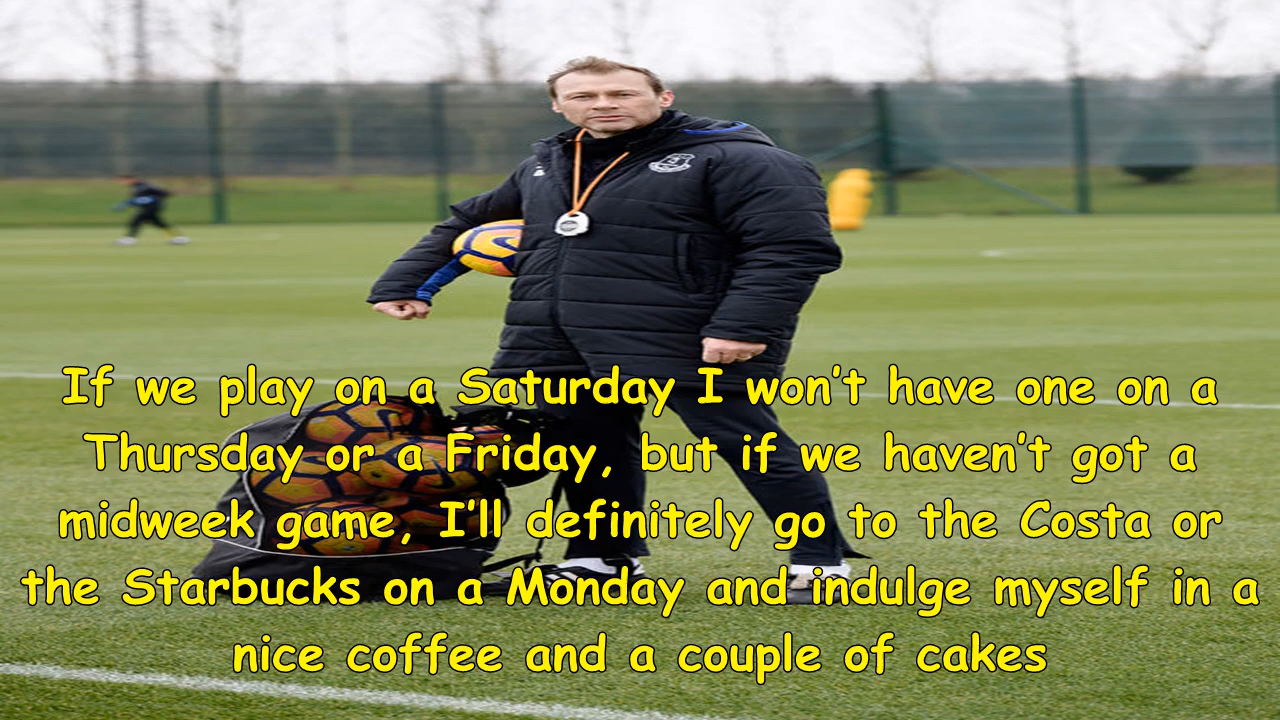 If we play on a Saturday I won't have one on a
Thursday or a Friday, but if we haven't got a
midweek game, I'll definitely go to the Costa or
the Starbucks on a Monday and indulge myself in a
nice coffee and a couple of cakes